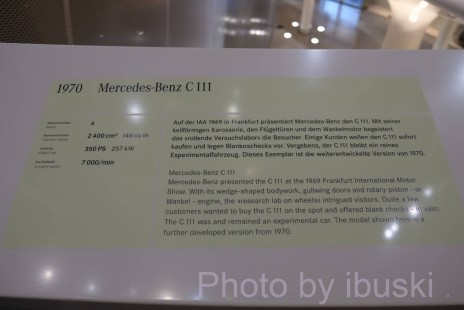 1970 Mercedes-Benz C 111
4
2 400 cm³ 146 cu in
350 PS 257 kW
7 000/min
Auf der IAA 1969 in Frankfurt präsentiert Mercedes-Benz den C 111. Mit seiner
keilförmigen Karosserie, den Flügeltüren und dem Wankelmotor begeistert
das »rollende Versuchslabor« die Besucher. Einige Kunden wollen den C 111 sofort
kaufen und legen Blankoschecks vor. Vergebens, der C 111 bleibt ein reines
Experimentalfahrzeug. Dieses Exemplar ist die weiterentwickelte Version von 1970.
Mercedes-Benz C 111
Mercedes-Benz presented the C 111 at the 1969 Frankfurt International Motor
Show. With its wedge-shaped bodywork, gullwing doors and rotary-piston – or
Wankel – engine, the »research lab on wheels« intrigued visitors. Quite a few
customers wanted to buy the C 111 on the spot and offered blank checks – in vain.
The C 111 was and remained an experimental car. The model shown here is a
further developed version from 1970.
Photo by ibuski